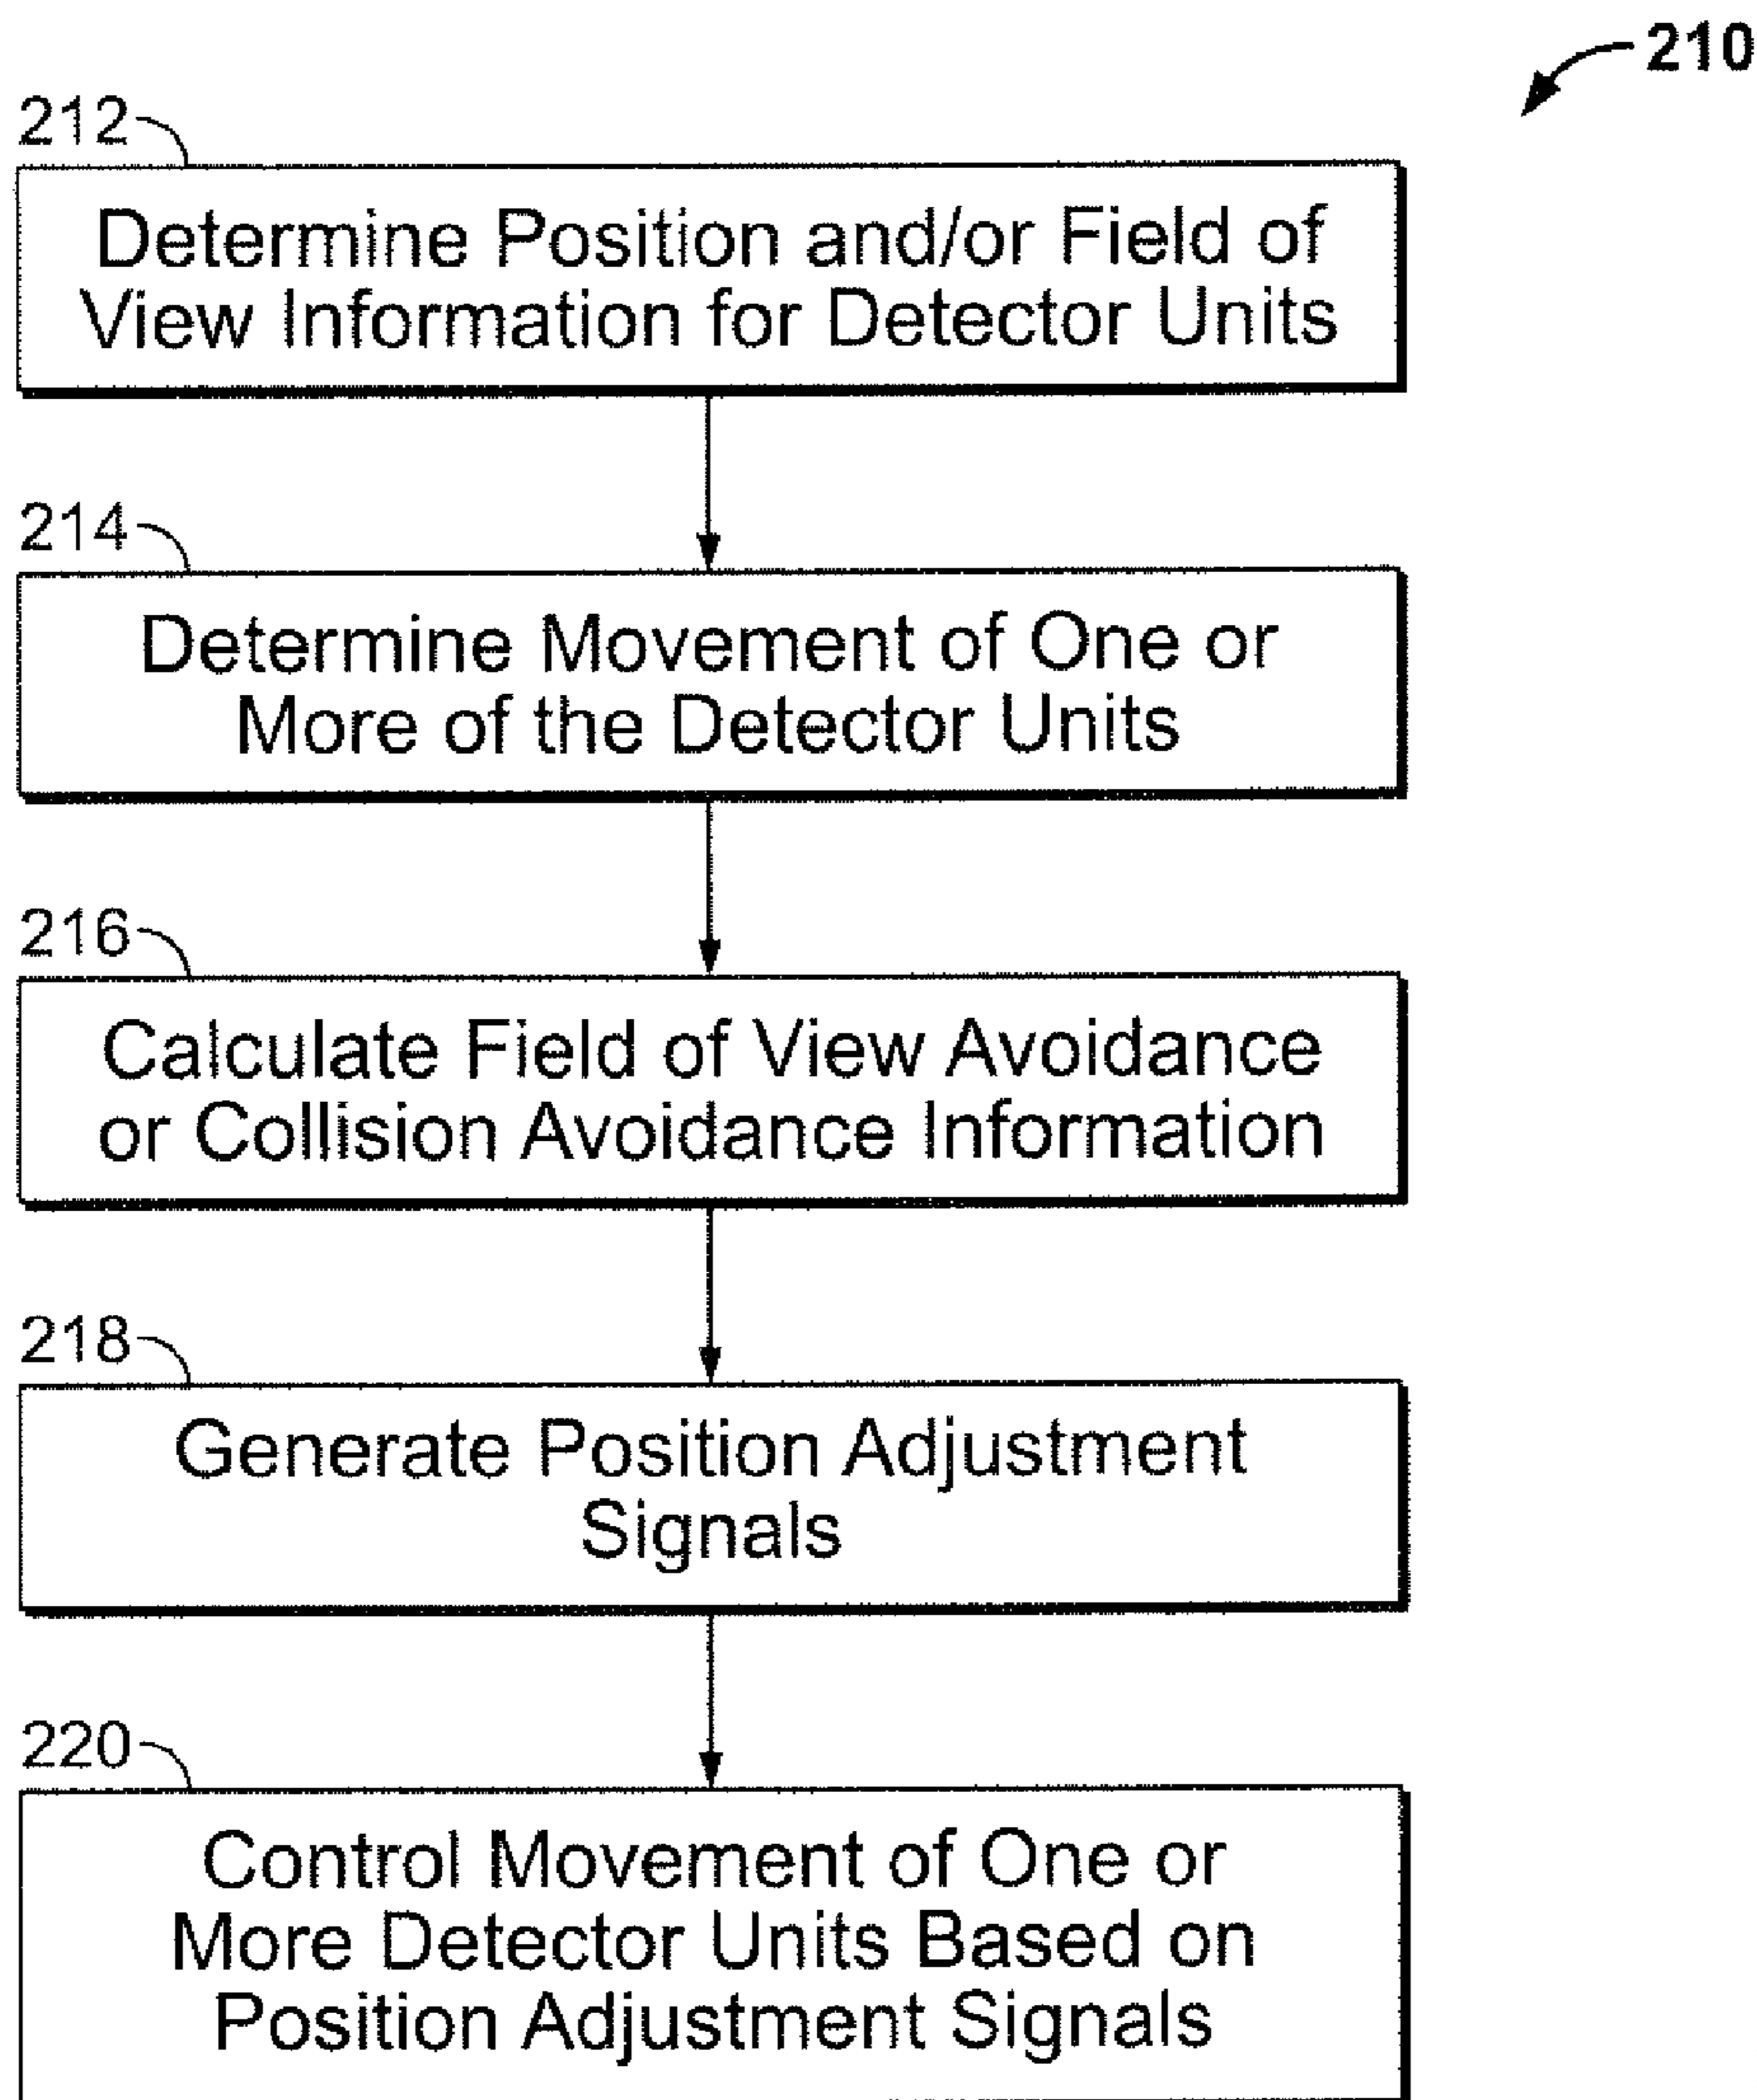 210
212
Determine Position and/or Field of
View Information for Detector Units
214
Determine Movement of One or
More of the Detector Units
216
Calculate Field of View Avoidance
or Collision Avoidance Information
218
Generate Position Adjustment
Signals
220
Control Movement of One or
More Detector Units Based on
Position Adjustment Signals